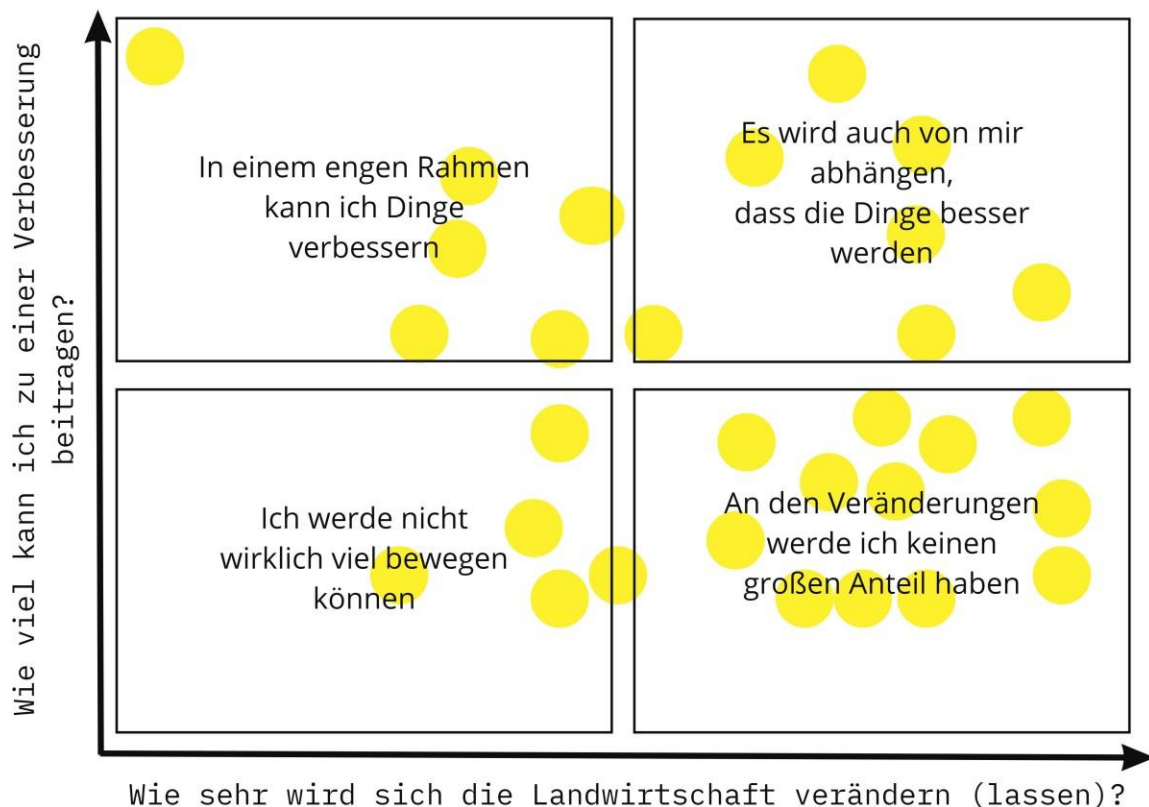 Wie viel kann ich zu einer Verbesserung
beitragen?
In einem engen Rahmen
kann ich Dinge
verbessern
Es wird auch von mir
abhängen,
dass die Dinge besser
werden
Ich werde nicht
wirklich viel bewegen
können
An den Veränderungen
werde ich keinen
großen Anteil haben
Wie sehr wird sich die Landwirtschaft verändern (lassen)?